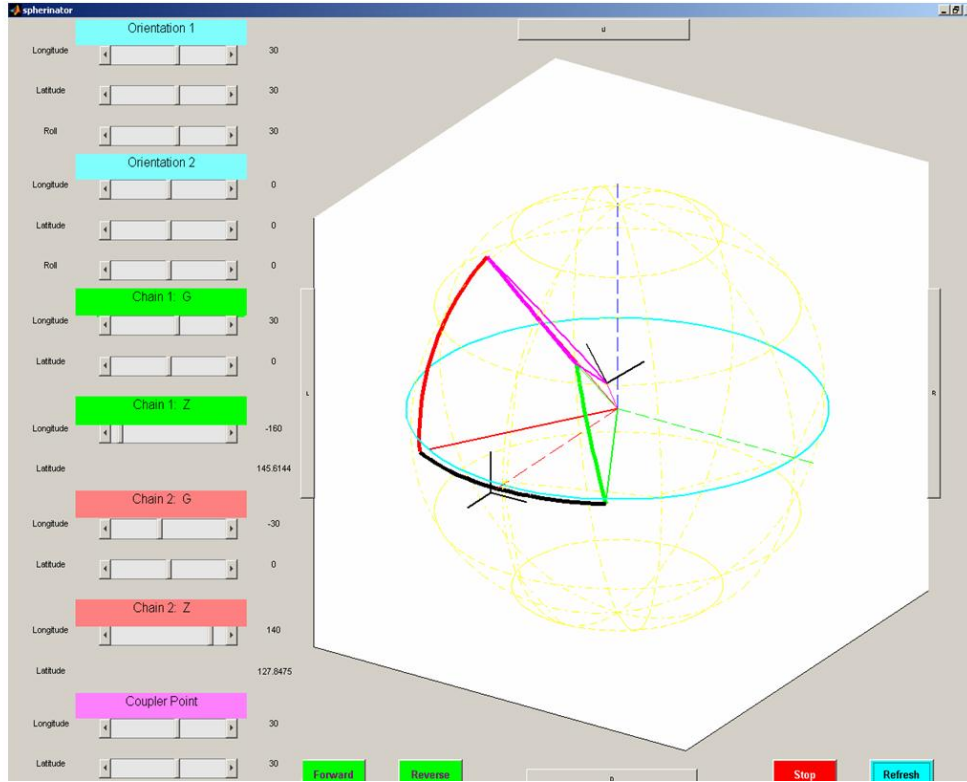 spherinator
Orientation 1
Longitude 30
Latitude 30
Roll 30
Orientation 2
Longitude 0
Latitude 0
Roll 0
Chain 1: G
Longitude 30
Latitude 0
Chain 1: Z
Longitude -160
Latitude 145.6144
Chain 2: G
Longitude -30
Latitude 0
Chain 2: Z
Longitude 140
Latitude 127.8475
Coupler Point
Longitude 30
Latitude 30
U
L
R
D
Forward Reverse Stop Refresh